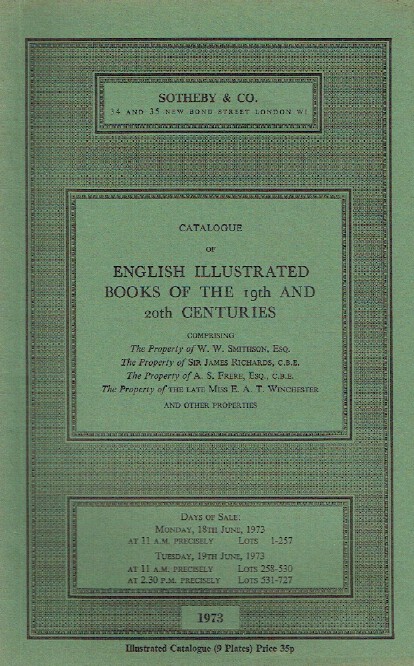 SOTHEBY & CO.
34 AND 35 NEW BOND STREET LONDON W1
CATALOGUE
OF
ENGLISH ILLUSTRATED
BOOKS OF THE 19th AND
20th CENTURIES
COMPRISING
The Property of W. W. SMITHSON, ESQ.
The Property of SIR JAMES RICHARDS, C.B.E.
The Property of A. S. FRERE, ESQ., C.B.E.
The Property of THE LATE MISS E. A. T. WINCHESTER
AND OTHER PROPERTIES
DAYS OF SALE:
MONDAY, 18TH JUNE, 1973
AT 11 A.M. PRECISELY LOTS 1-257
TUESDAY, 19TH JUNE, 1973
AT 11 A.M. PRECISELY LOTS 258-530
AT 2.30 P.M. PRECISELY LOTS 531-727
1973
Illustrated Catalogue (9 Plates) Price 35p